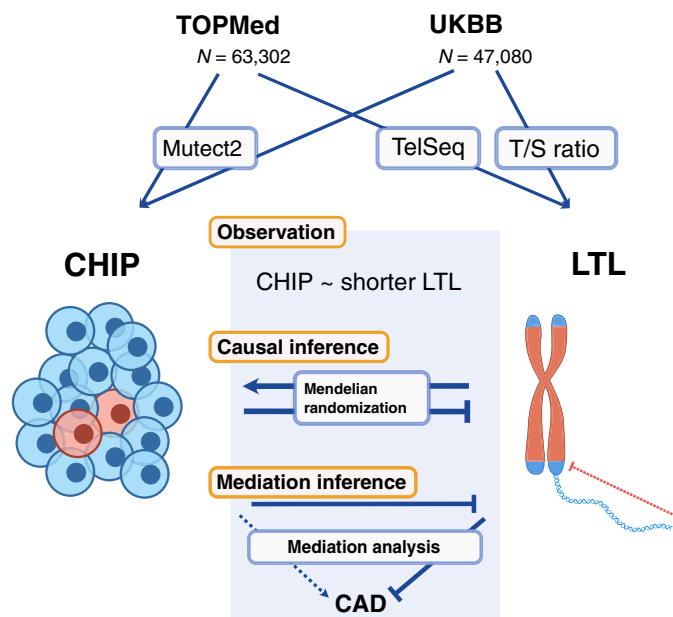 TOPMed
UKBB
N = 63,302
N = 47,080
Mutect2
TelSeq
T/S ratio
Observation
CHIP
LTL
CHIP ~ shorter LTL
Causal inference
Mendelian
randomization
Mediation inference
Mediation analysis
CAD